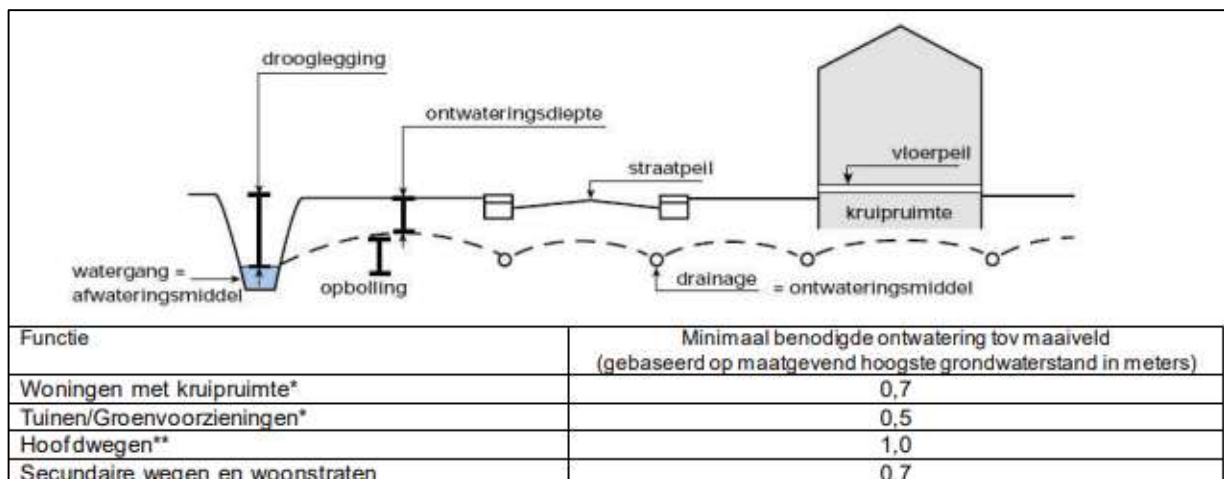 drooglegging
ontwateringsdiepte
straatpeil
vloerpeil
kruipruimte
watergang =
afwateringsmiddel
opbolling
drainage = ontwateringsmiddel
Functie
Minimaal benodigde ontwatering tov maaiveld
(gebaseerd op maatgevend hoogste grondwaterstand in meters)
Woningen met kruipruimte* 0,7
Tuinen/Groenvoorzieningen* 0,5
Hoofdwegen** 1,0
Secundaire wegen en woonstraten 0,7